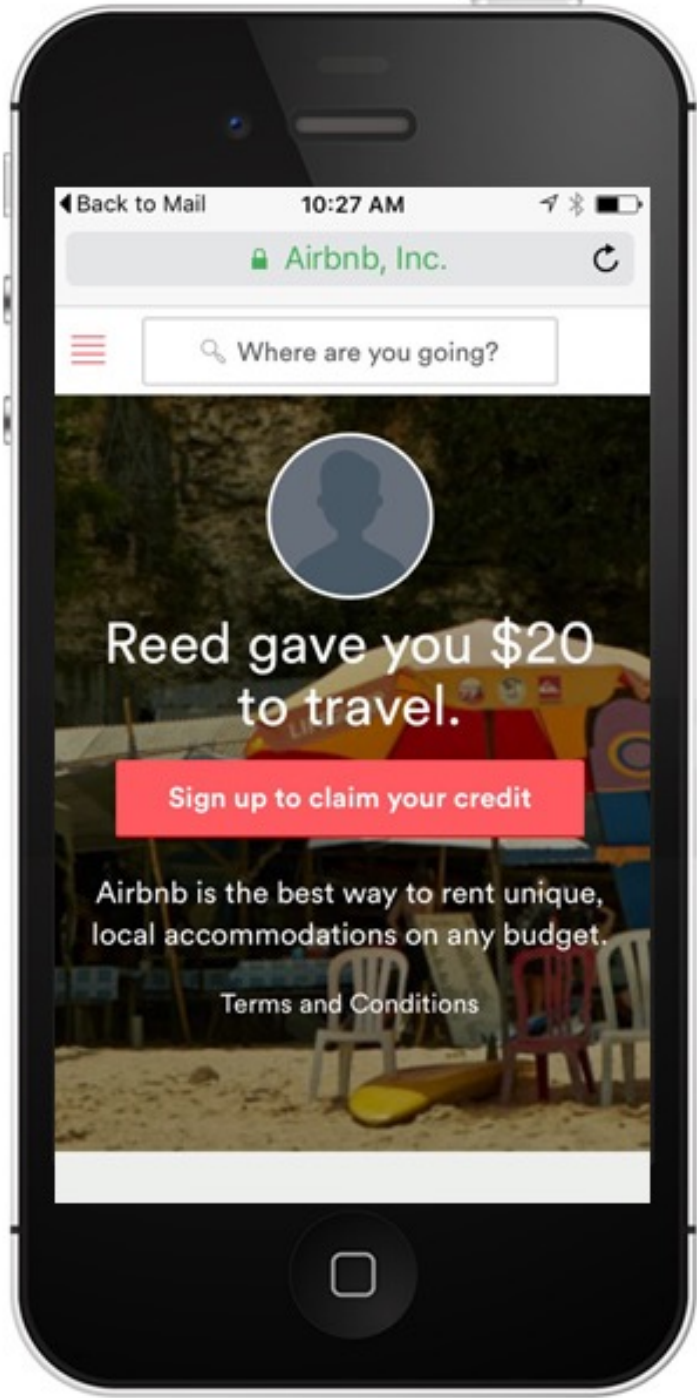 Back to Mail 10:27 AM
Airbnb, Inc.
Where are you going?
Reed gave you $20
to travel.
Sign up to claim your credit
Airbnb is the best way to rent unique,
local accommodations on any budget.
Terms and Conditions